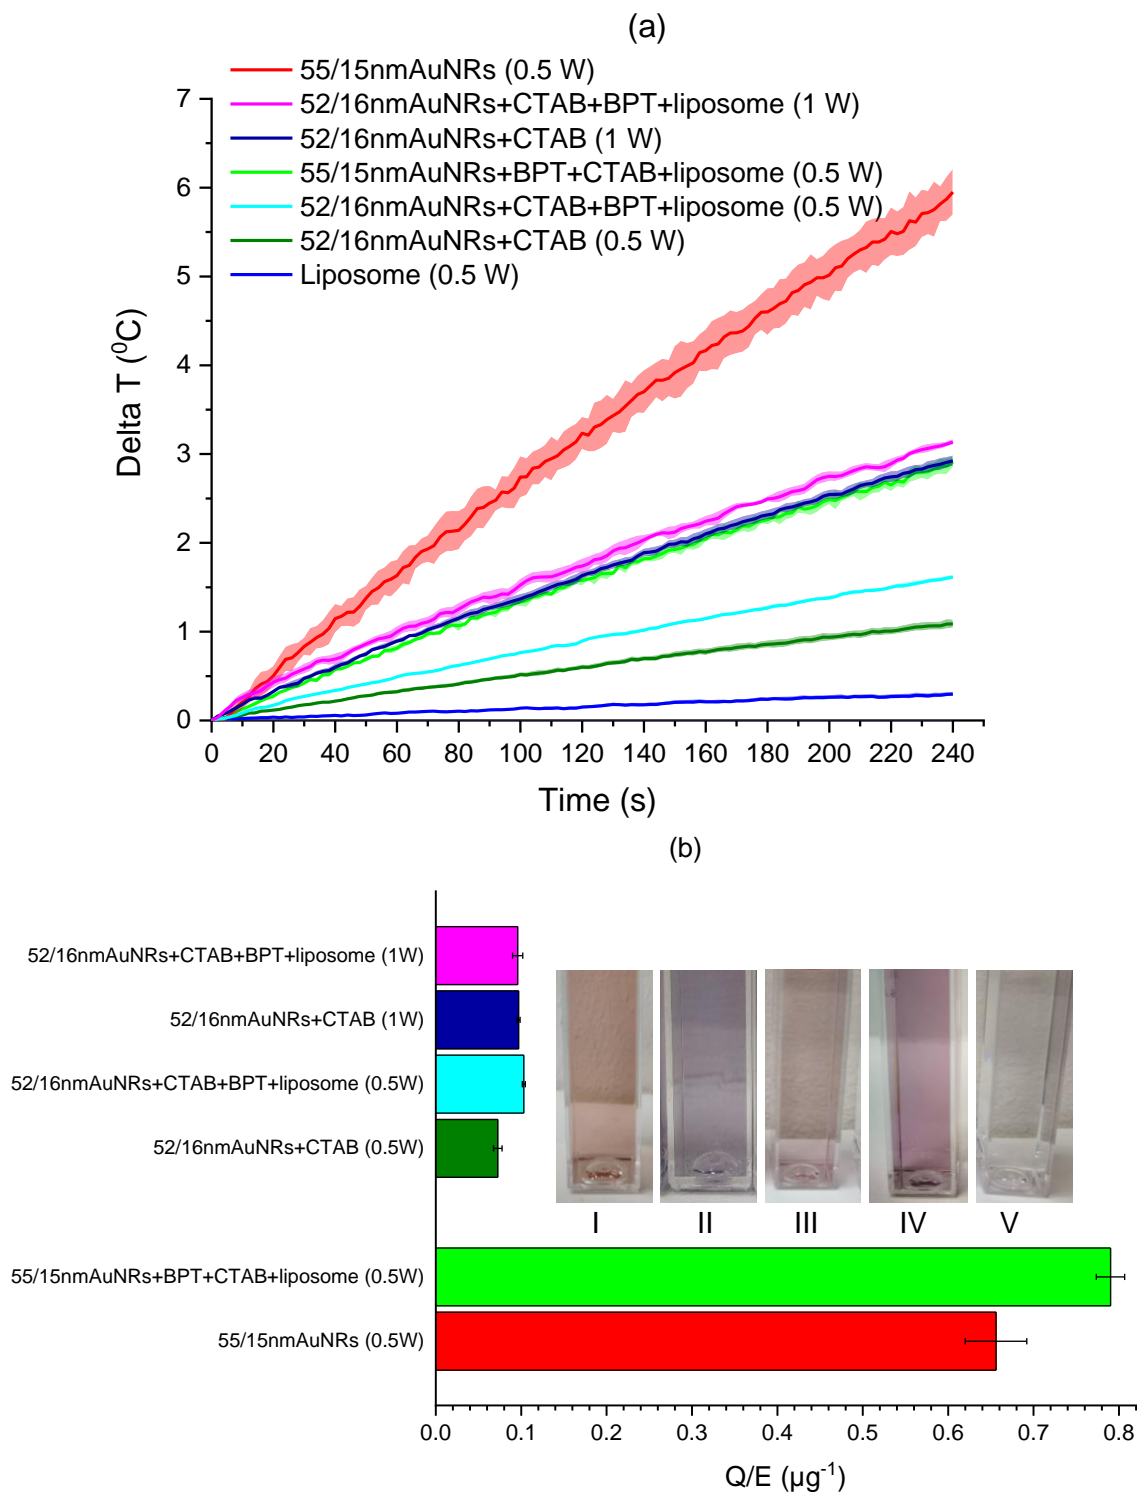 (a)
55/15nmAuNRs (0.5 W)
52/16nmAuNRs+CTAB+BPT+liposome (1 W)
52/16nmAuNRs+CTAB (1 W)
55/15nmAuNRs+BPT+CTAB+liposome (0.5 W)
52/16nmAuNRs+CTAB+BPT+liposome (0.5 W)
52/16nmAuNRs+CTAB (0.5 W)
Liposome (0.5 W)
7
6
5
4
3
2
1
0
Delta T (⁰C)
0 20 40 60 80 100 120 140 160 180 200 220 240
Time (s)
(b)
52/16nmAuNRs+CTAB+BPT+liposome (1W)
52/16nmAuNRs+CTAB (1W)
52/16nmAuNRs+CTAB+BPT+liposome (0.5W)
52/16nmAuNRs+CTAB (0.5W)
I II III IV V
55/15nmAuNRs+BPT+CTAB+liposome (0.5W)
55/15nmAuNRs (0.5W)
0.0 0.1 0.2 0.3 0.4 0.5 0.6 0.7 0.8
Q/E (µg⁻¹)